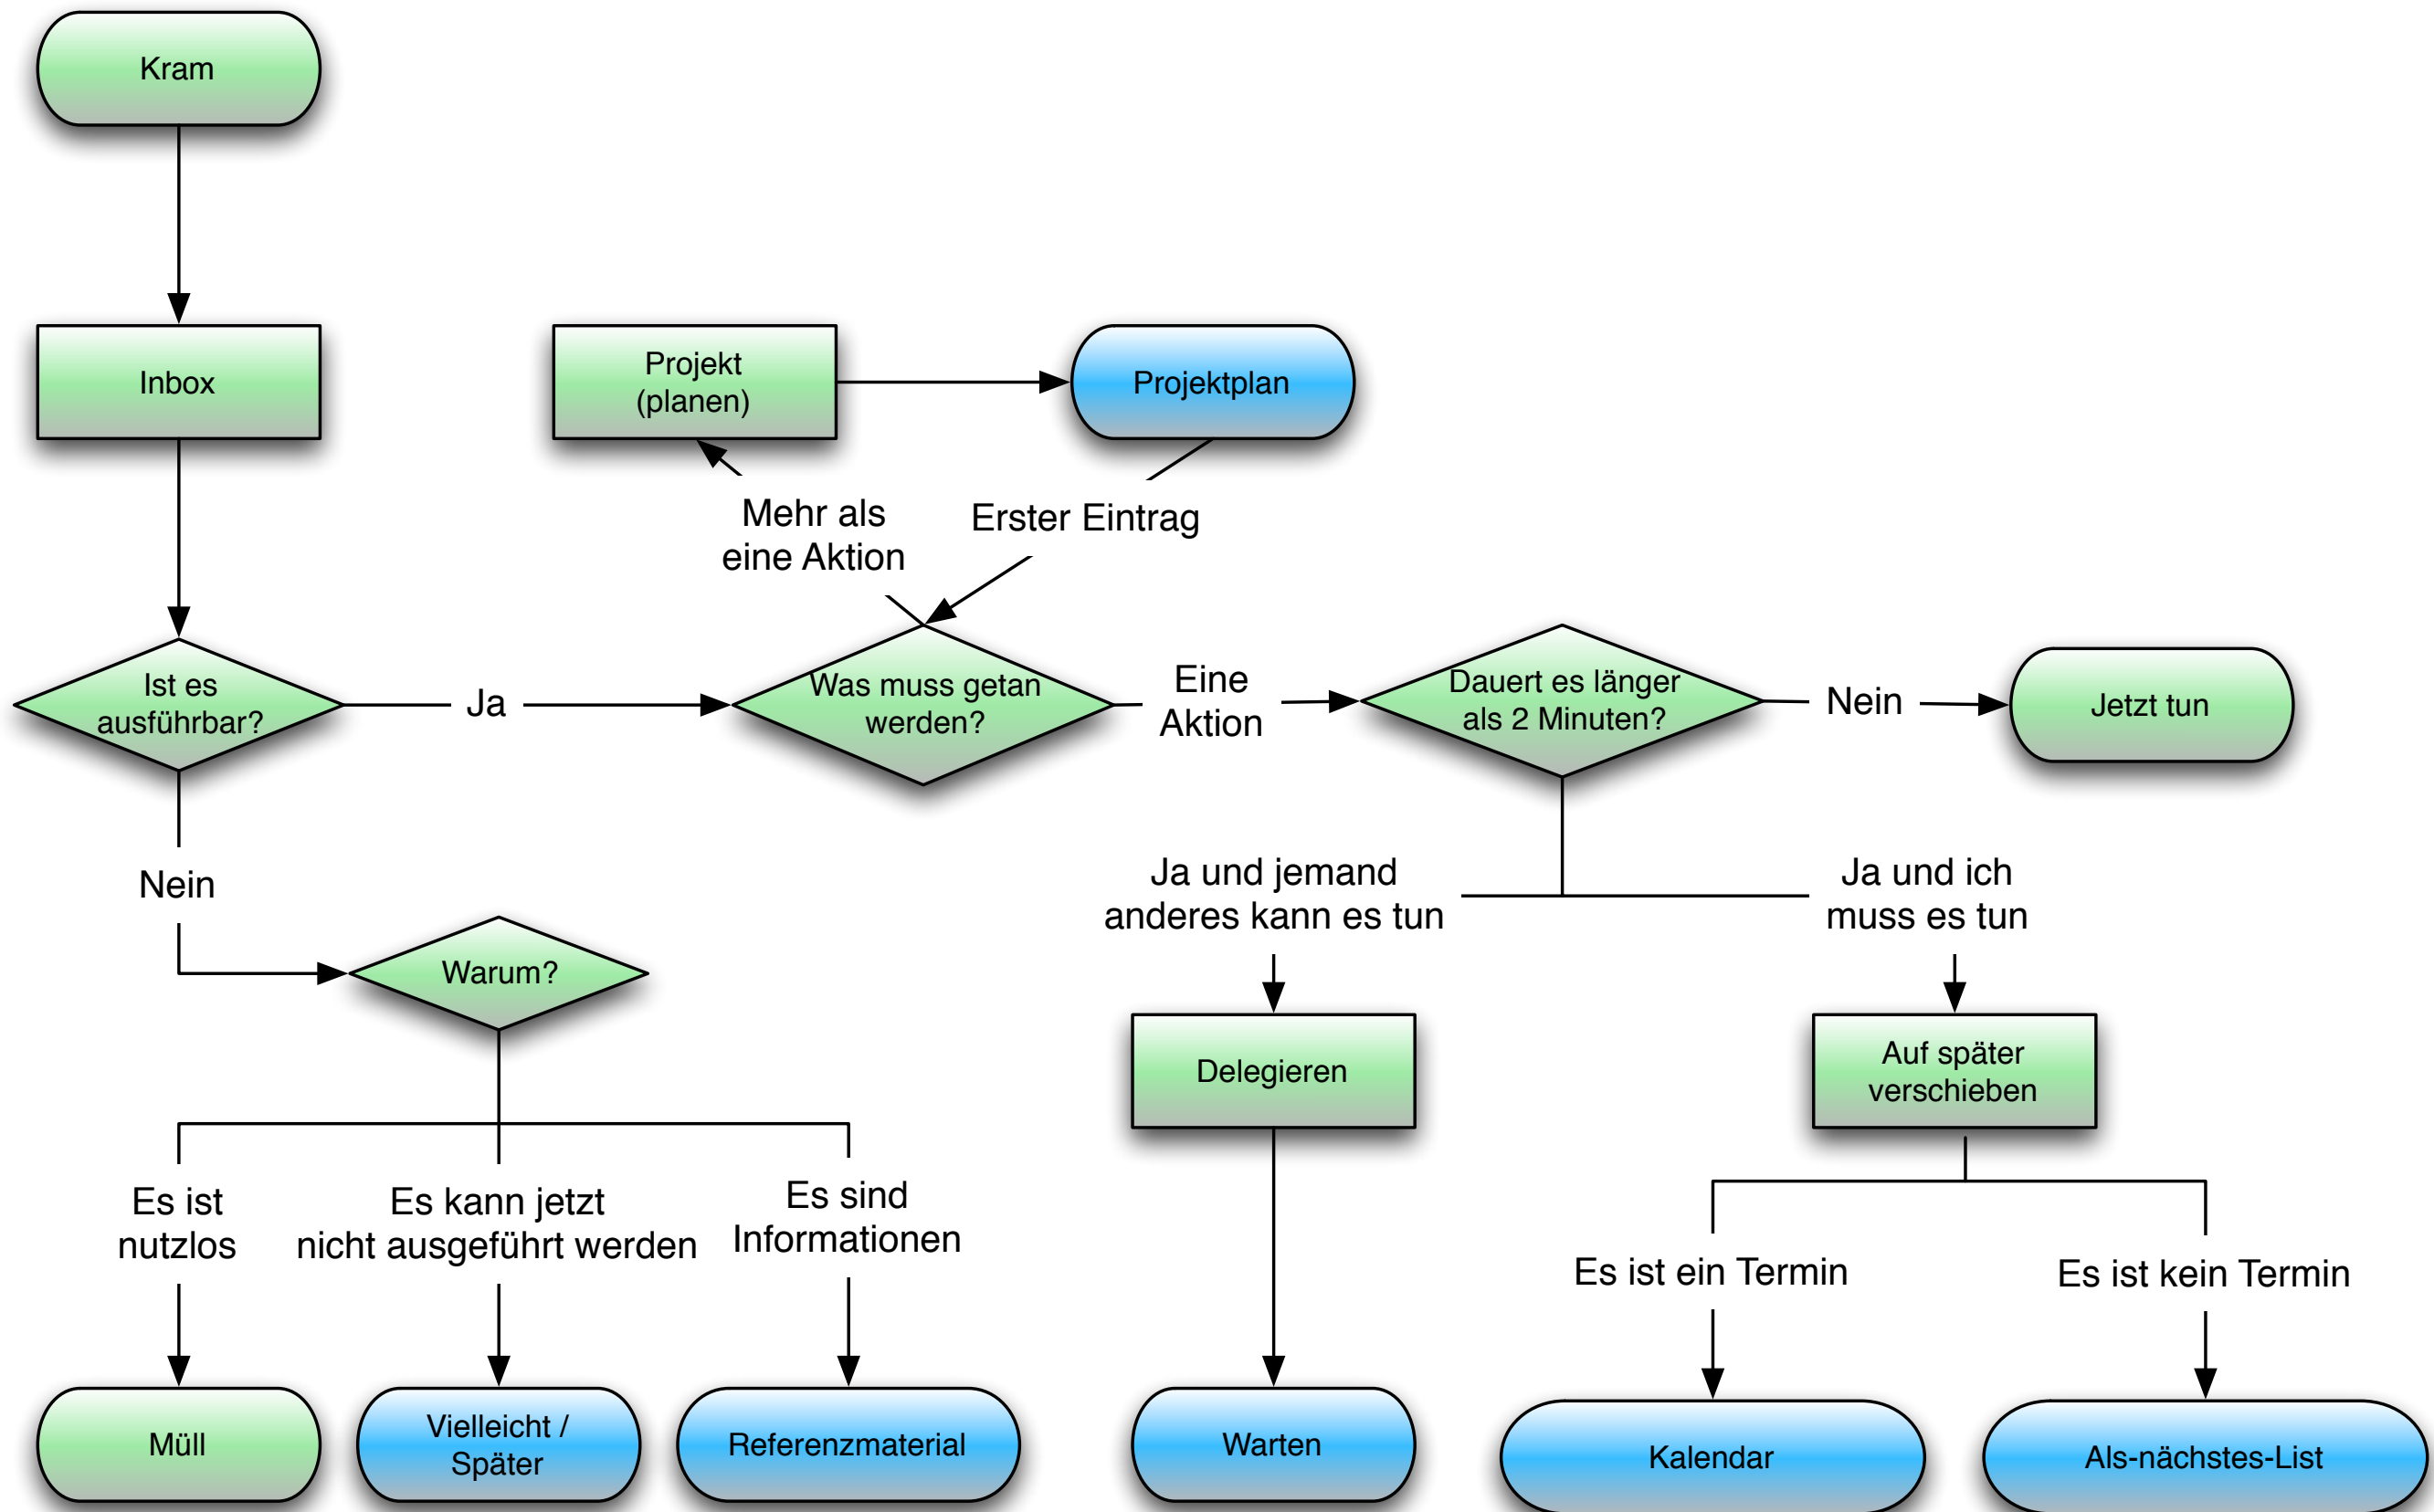 Kram
Inbox
Projekt
(planen)
Projektplan
Mehr als
eine Aktion
Erster Eintrag
Ist es
ausführbar?
Ja
Was muss getan
werden?
Eine
Aktion
Dauert es länger
als 2 Minuten?
Nein
Jetzt tun
Nein
Ja und jemand
anderes kann es tun
Ja und ich
muss es tun
Warum?
Delegieren
Auf später
verschieben
Es ist
nutzlos
Es kann jetzt
nicht ausgeführt werden
Es sind
Informationen
Es ist ein Termin
Es ist kein Termin
Müll
Vielleicht /
Später
Referenzmaterial
Warten
Kalendar
Als-nächstes-List